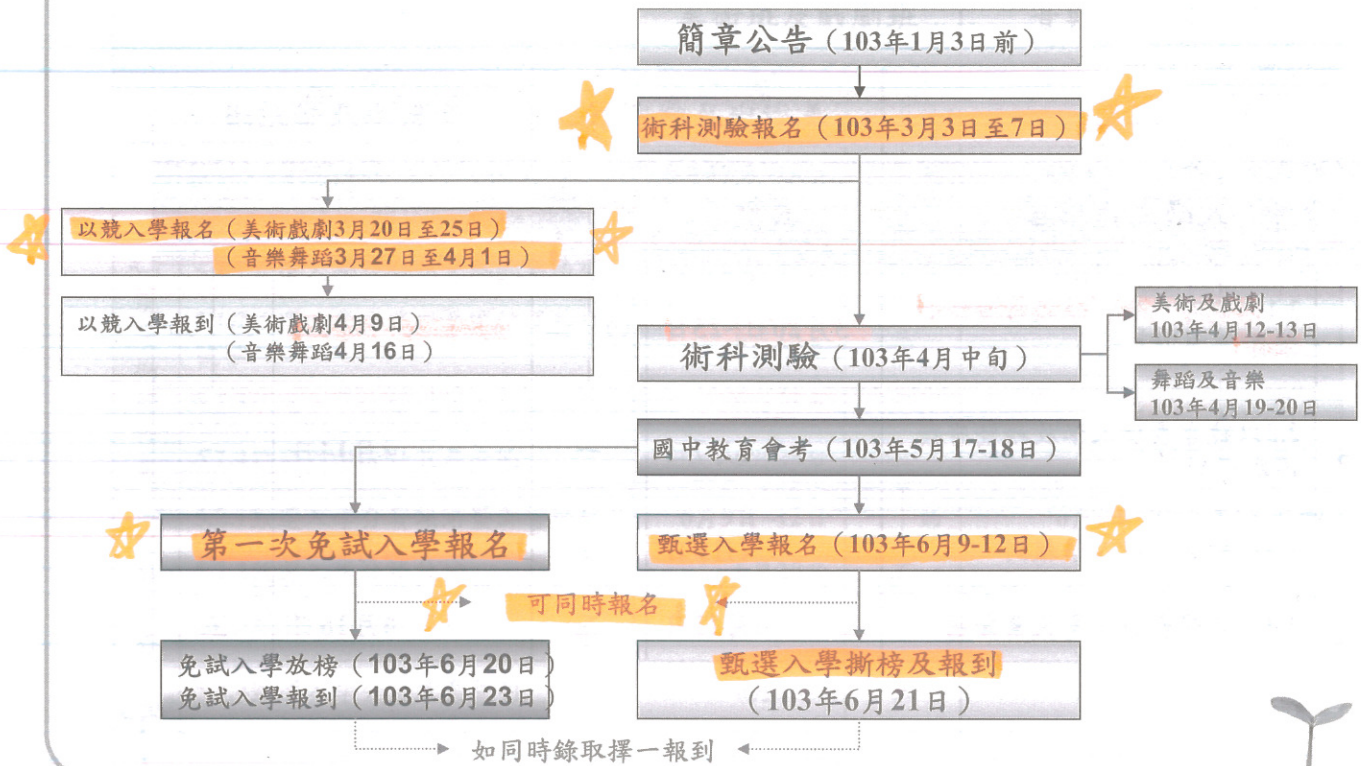 簡章公告（103年1月3日前）
術科測驗報名（103年3月3日至7日）
以競入學報名（美術戲劇3月20日至25日）
（音樂舞蹈3月27日至4月1日）
以競入學報到（美術戲劇4月9日）
（音樂舞蹈4月16日）
術科測驗（103年4月中旬）
美術及戲劇
103年4月12-13日
舞蹈及音樂
103年4月19-20日
國中教育會考（103年5月17-18日）
第一次免試入學報名
甄選入學報名（103年6月9-12日）
可同時報名
免試入學放榜（103年6月20日）
免試入學報到（103年6月23日）
甄選入學撕榜及報到
（103年6月21日）
如同時錄取擇一報到